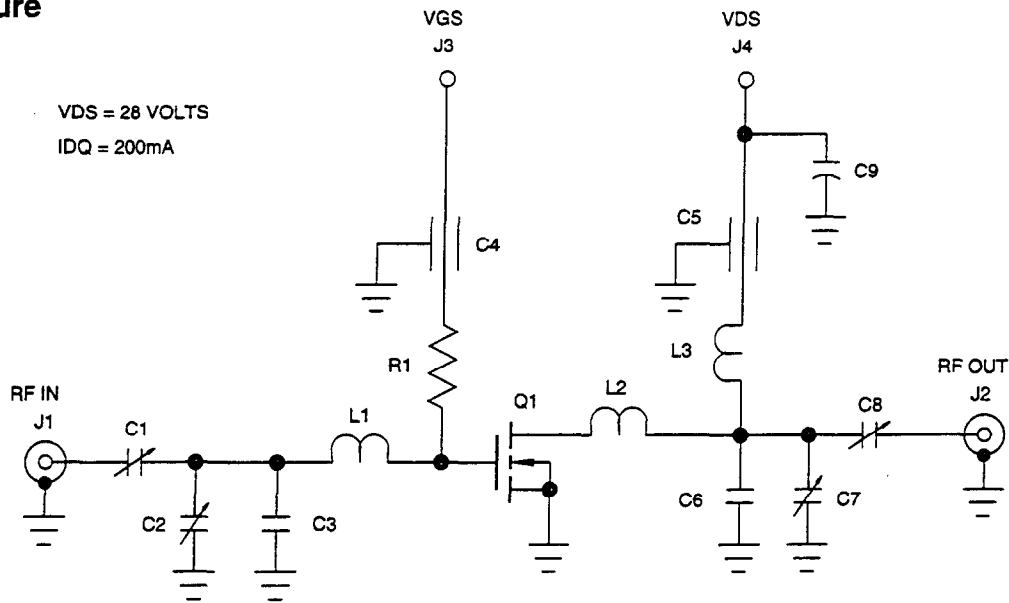 ure
VGS
J3
VDS
J4
VDS = 28 VOLTS
IDQ = 200mA
C9
C4
C5
R1
L3
RF IN
J1
C1
L1
Q1
L2
C8
RF OUT
J2
C2
C3
C6
C7